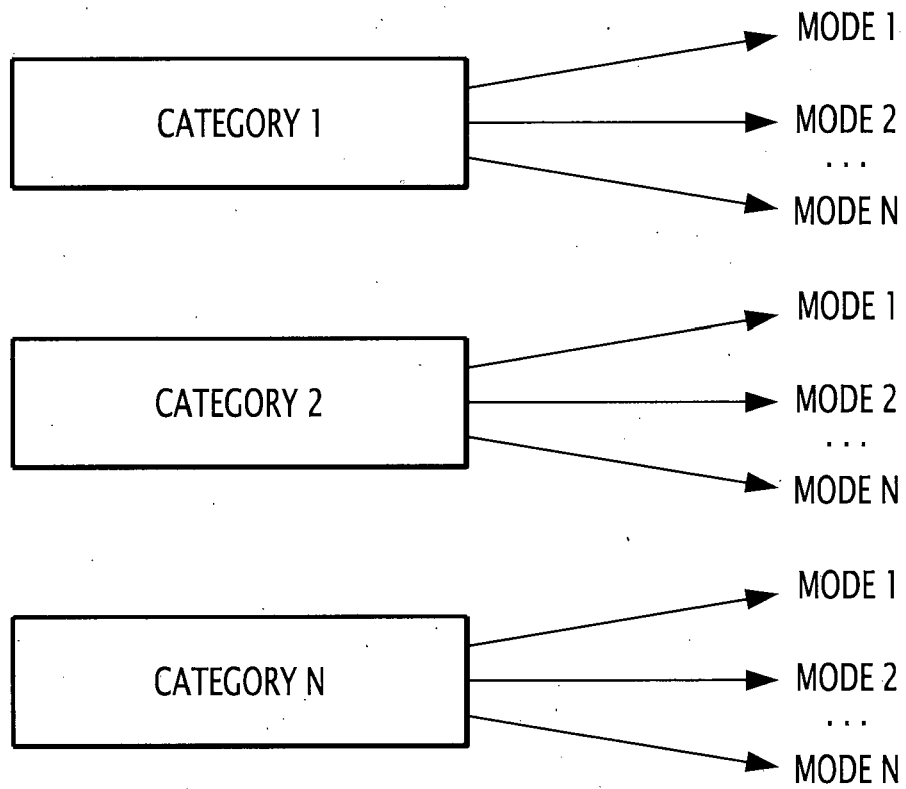 MODE 1
CATEGORY 1
MODE 2
...
MODE N
MODE 1
CATEGORY 2
MODE 2
...
MODE N
MODE 1
CATEGORY N
MODE 2
...
MODE N